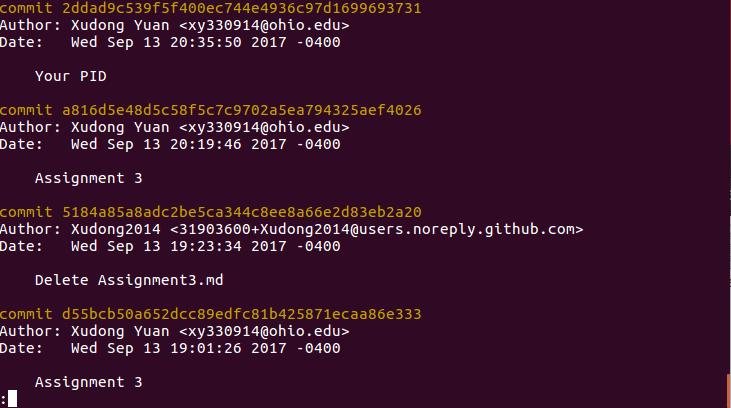 commit 2ddad9c539f5f400ec744e4936c97d1699693731
Author: Xudong Yuan <xy330914@ohio.edu>
Date:   Wed Sep 13 20:35:50 2017 -0400
Your PID
commit a816d5e48d5c58f5c7c9702a5ea794325aef4026
Author: Xudong Yuan <xy330914@ohio.edu>
Date:   Wed Sep 13 20:19:46 2017 -0400
Assignment 3
commit 5184a85a8adc2be5ca344c8ee8a66e2d83eb2a20
Author: Xudong2014 <31903600+Xudong2014@users.noreply.github.com>
Date:   Wed Sep 13 19:23:34 2017 -0400
Delete Assignment3.md
commit d55bcb50a652dcc89edfc81b425871ecaa86e333
Author: Xudong Yuan <xy330914@ohio.edu>
Date:   Wed Sep 13 19:01:26 2017 -0400
Assignment 3
: